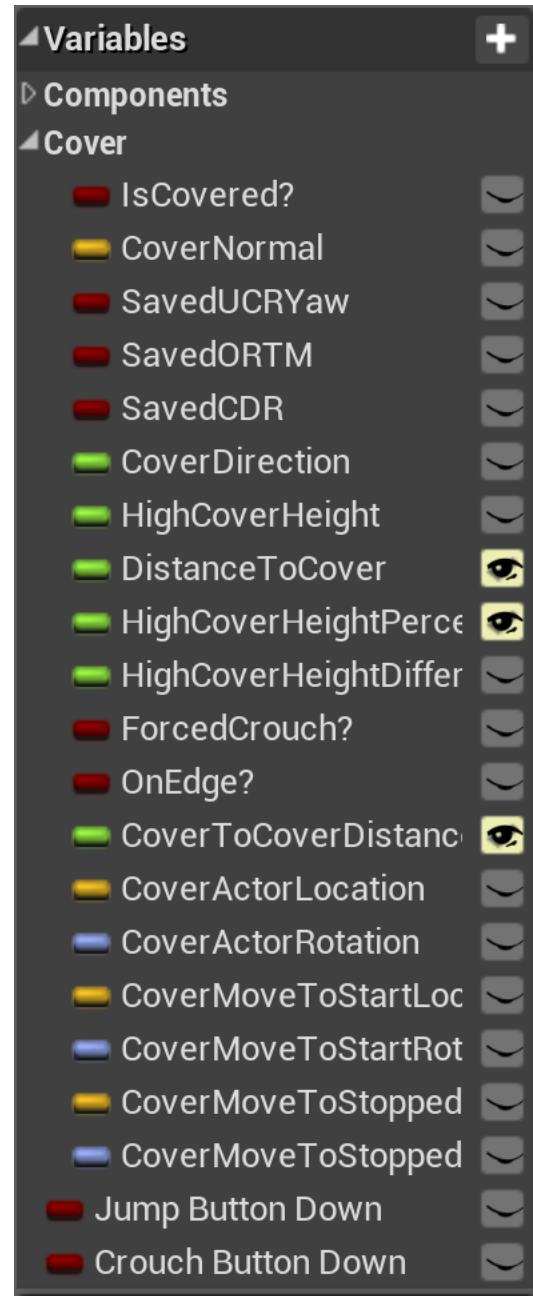 Variables
Components
Cover
IsCovered?
CoverNormal
SavedUCRYaw
SavedORTM
SavedCDR
CoverDirection
HighCoverHeight
DistanceToCover
HighCoverHeightPerce
HighCoverHeightDiffer
ForcedCrouch?
OnEdge?
CoverToCoverDistanc
CoverActorLocation
CoverActorRotation
CoverMoveToStartLoc
CoverMoveToStartRot
CoverMoveToStopped
CoverMoveToStopped
Jump Button Down
Crouch Button Down